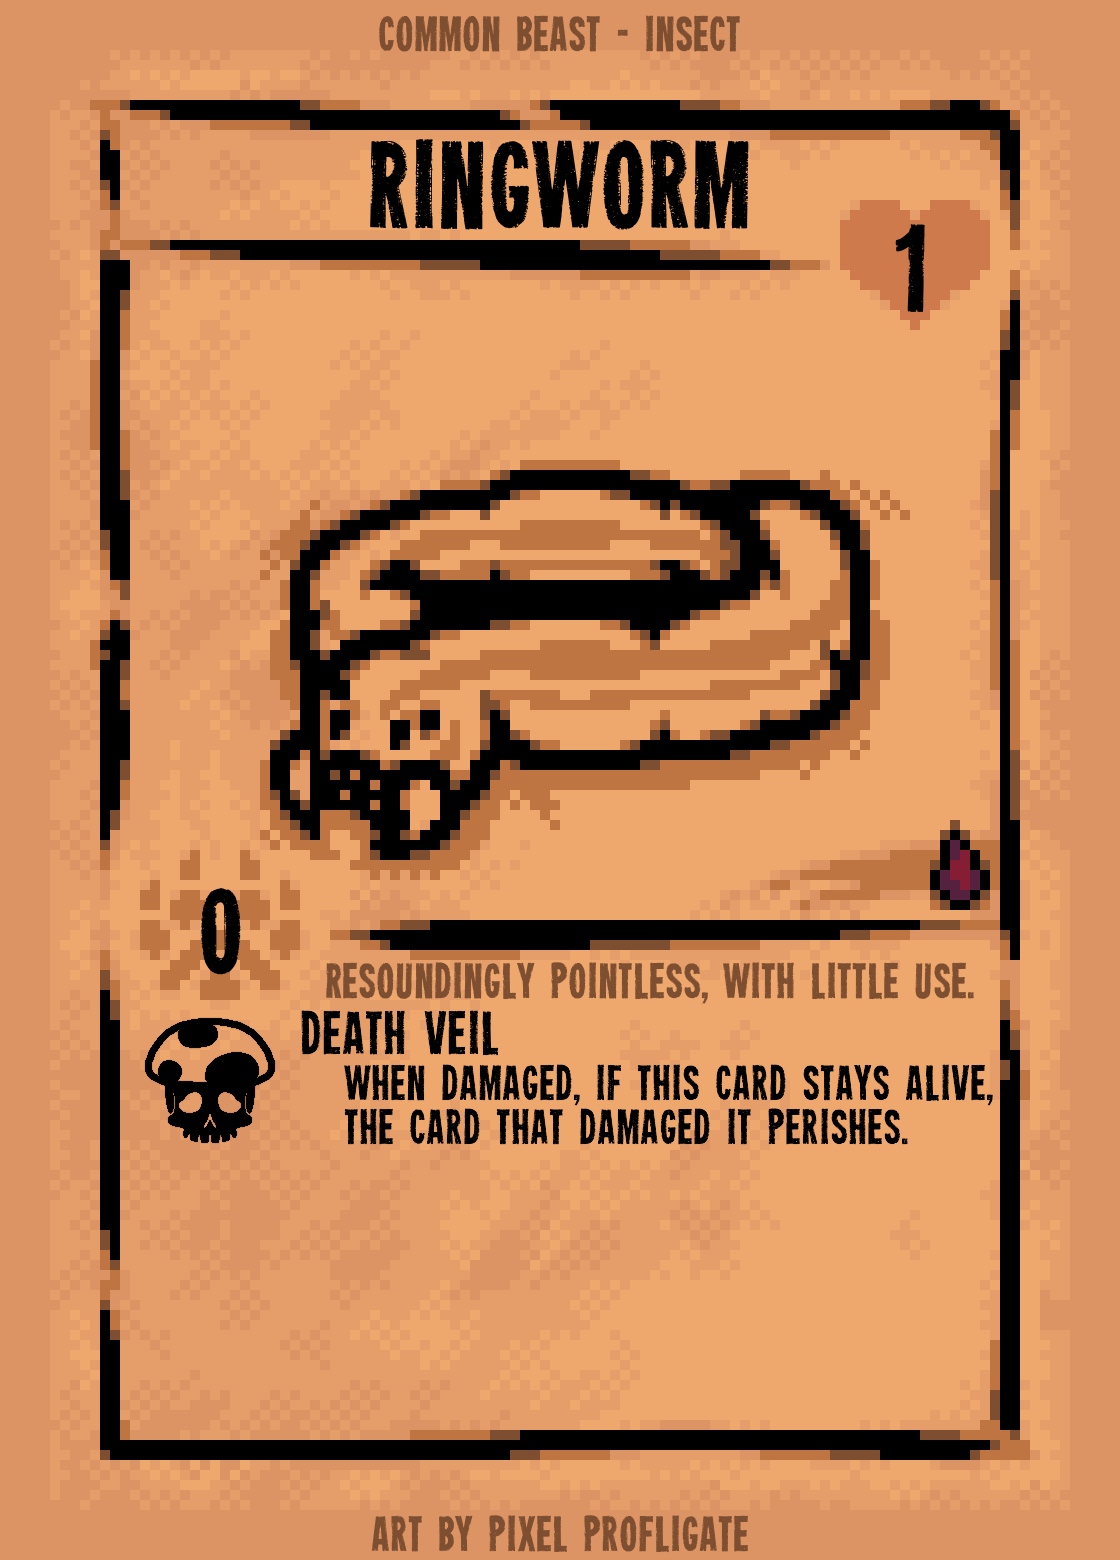 COMMON BEAST - INSECT
RINGWORM
1
0
RESOUNDINGLY POINTLESS, WITH LITTLE USE.
DEATH VEIL
WHEN DAMAGED, IF THIS CARD STAYS ALIVE,
THE CARD THAT DAMAGED IT PERISHES.
ART BY PIXEL PROFLIGATE